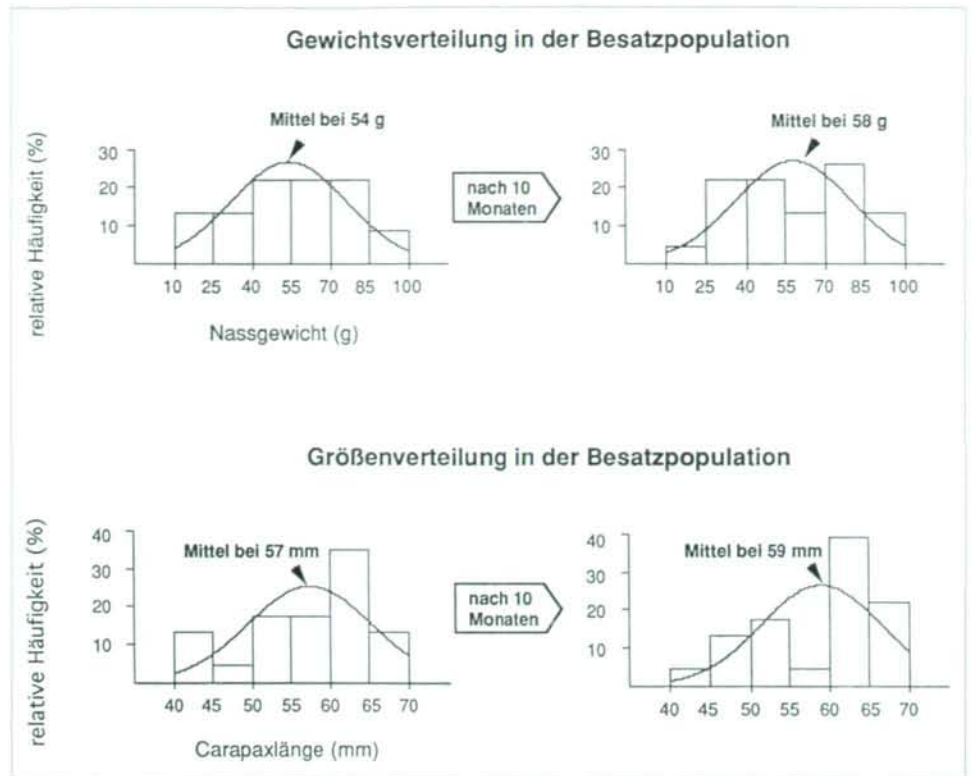 Gewichtsverteilung in der Besatzpopulation
relative Häufigkeit (%)
Mittel bei 54 g
30
20
10
10 25 40 55 70 85 100
Nassgewicht (g)
nach 10
Monaten
Mittel bei 58 g
30
20
10
10 25 40 55 70 85 100
Größenverteilung in der Besatzpopulation
relative Häufigkeit (%)
Mittel bei 57 mm
40
30
20
10
40 45 50 55 60 65 70
Carapaxlänge (mm)
nach 10
Monaten
Mittel bei 59 mm
40
30
20
10
40 45 50 55 60 65 70